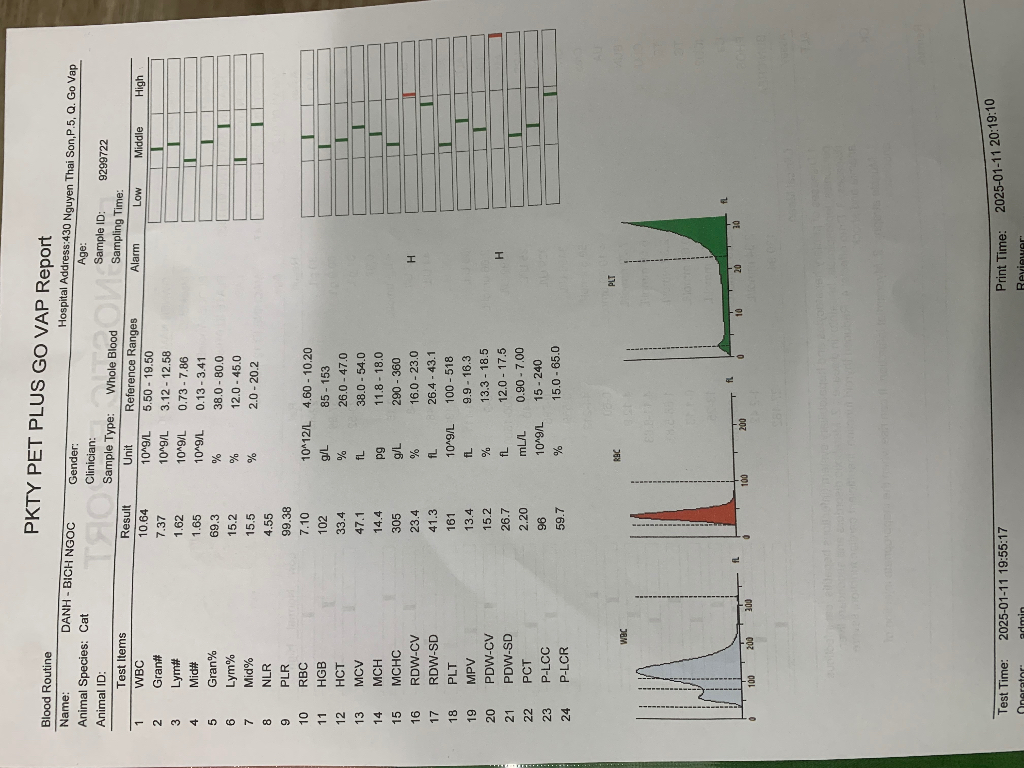 PKTY PET PLUS GO VAP Report
Blood Routine Hospital Address:430 Nguyen Thai Son,P.5, Q. Go Vap
Name: DANH - BICH NGOC Gender: Age:
Animal Species: Cat Clinician: Sample ID: 9299722
Animal ID: Sample Type: Whole Blood Sampling Time:
Test Items Result Unit Reference Ranges Alarm Low Middle High
1 WBC 10.64 10^9/L 5.50 - 19.50
2 Gran# 7.37 10^9/L 3.12 - 12.58
3 Lym# 1.62 10^9/L 0.73 - 7.86
4 Mid# 1.65 10^9/L 0.13 - 3.41
5 Gran% 69.3 % 38.0 - 80.0
6 Lym% 15.2 % 12.0 - 45.0
7 Mid% 15.5 % 2.0 - 20.2
8 NLR 4.55
9 PLR 99.38
10 RBC 7.10 10^12/L 4.60 - 10.20
11 HGB 102 g/L 85 - 153
12 HCT 33.4 % 26.0 - 47.0
13 MCV 47.1 fL 38.0 - 54.0
14 MCH 14.4 pg 11.8 - 18.0
15 MCHC 305 g/L 290 - 360
16 RDW-CV 23.4 % 16.0 - 23.0 H
17 RDW-SD 41.3 fL 26.4 - 43.1
18 PLT 161 10^9/L 100 - 518
19 MPV 13.4 fL 9.9 - 16.3
20 PDW-CV 15.2 % 13.3 - 18.5
21 PDW-SD 26.7 fL 12.0 - 17.5 H
22 PCT 2.20 mL/L 0.90 - 7.00
23 P-LCC 96 10^9/L 15 - 240
24 P-LCR 59.7 % 15.0 - 65.0
WBC RBC PLT
0 100 200 300 fL 0 100 200 fL 0 10 20 30 fL
Test Time: 2025-01-11 19:55:17 Print Time: 2025-01-11 20:19:10
Operator: admin Reviewer: